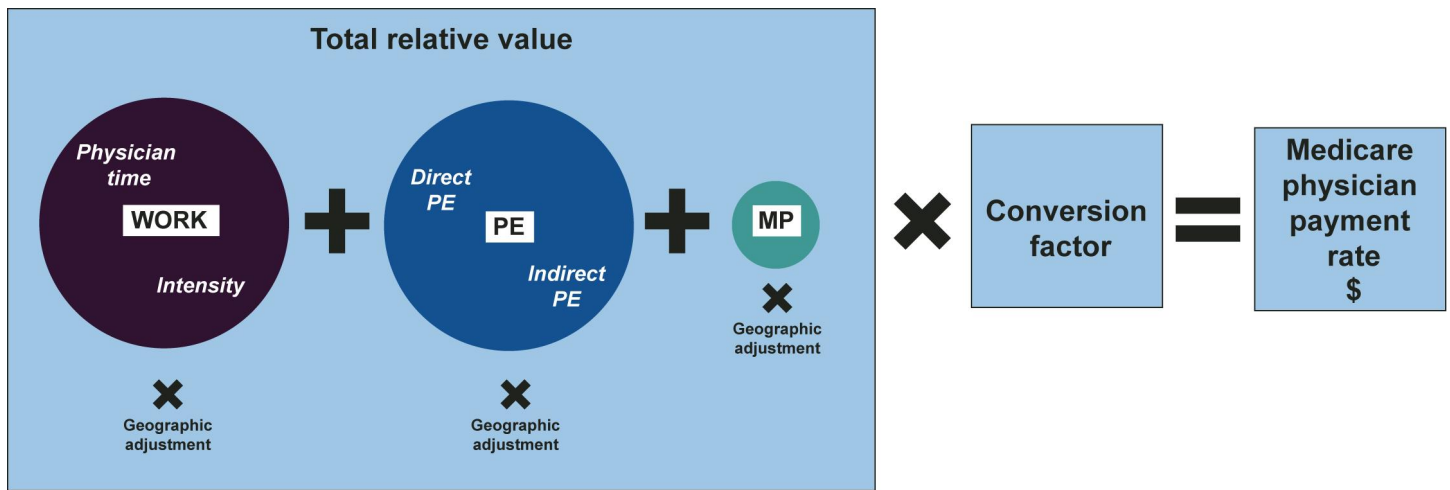 Total relative value
Physician
time
WORK
Intensity
Geographic
adjustment
Direct
PE
PE
Indirect
PE
Geographic
adjustment
MP
Geographic
adjustment
Conversion
factor
Medicare
physician
payment
rate
$